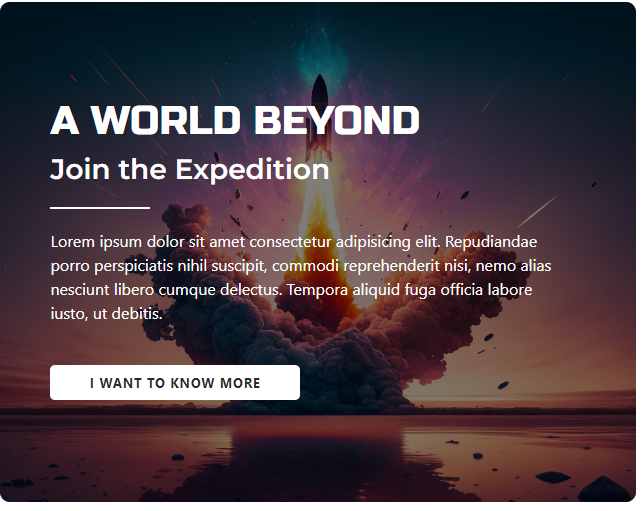 A WORLD BEYOND
Join the Expedition
Lorem ipsum dolor sit amet consectetur adipisicing elit. Repudiandae
porro perspiciatis nihil suscipit, commodi reprehenderit nisi, nemo alias
nesciunt libero cumque delectus. Tempora aliquid fuga officia labore
iusto, ut debitis.
I WANT TO KNOW MORE